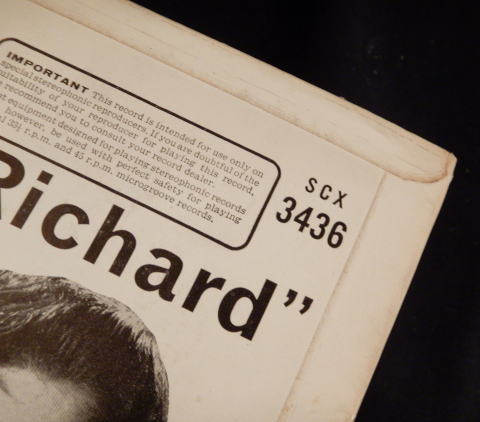 IMPORTANT This record is intended for use only on
special stereophonic reproducers. If you are doubtful of the
suitability of your reproducer for playing this record,
recommend you to consult your record dealer.
equipment designed for playing stereophonic records
however, be used with perfect safety for playing
33⅓ r.p.m. and 45 r.p.m. microgroove records.
SCX
3436
Richard”